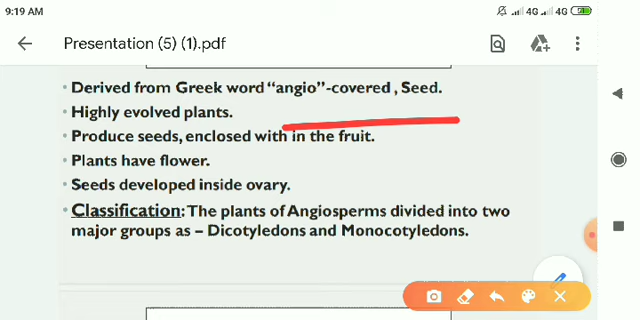 9:19 AM
4G 4G
Presentation (5) (1).pdf
• Derived from Greek word “angio”-covered , Seed.
• Highly evolved plants.
• Produce seeds, enclosed with in the fruit.
• Plants have flower.
• Seeds developed inside ovary.
• Classification: The plants of Angiosperms divided into two
major groups as – Dicotyledons and Monocotyledons.